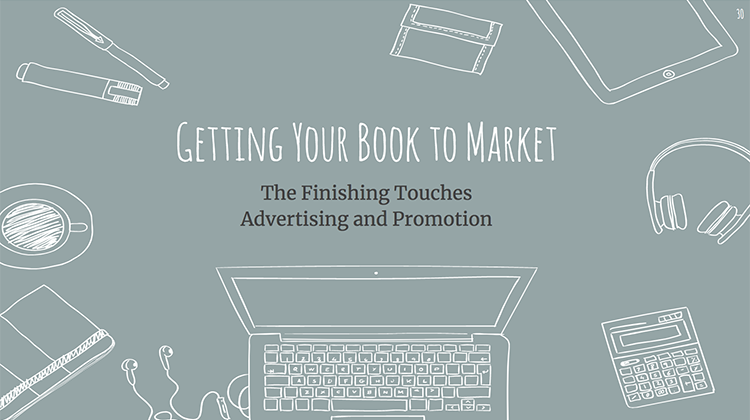 30
Getting Your Book to Market
The Finishing Touches
Advertising and Promotion